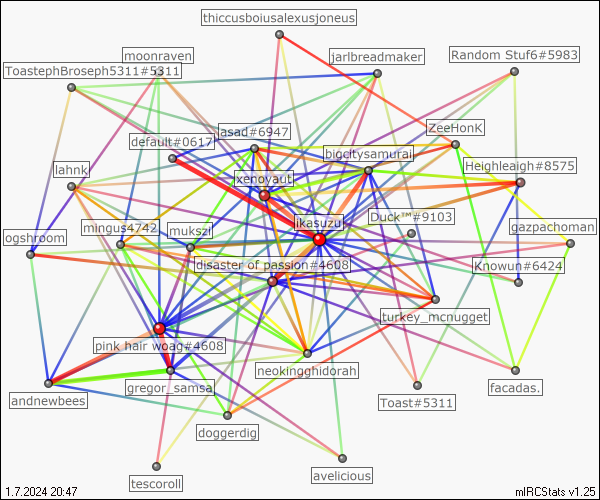 thiccusboiusalexusjoneus
moonraven
jarlbreadmaker
Random Stuf6#5983
ToastephBroseph5311#5311
asad#6947
ZeeHonK
default#0617
bigcitysamurai
lahnk
xenoyaut
Heighleaigh#8575
ikasuzu
Duck™#9103
mingus4742
mukszi
gazpachoman
ogshroom
disaster of passion#4608
Knowun#6424
turkey_mcnugget
pink hair woag#4608
neokingghidorah
gregor_samsa
facadas.
andnewbees
Toast#5311
doggerdig
avelicious
tescoroll
1.7.2024 20:47
mIRCStats v1.25